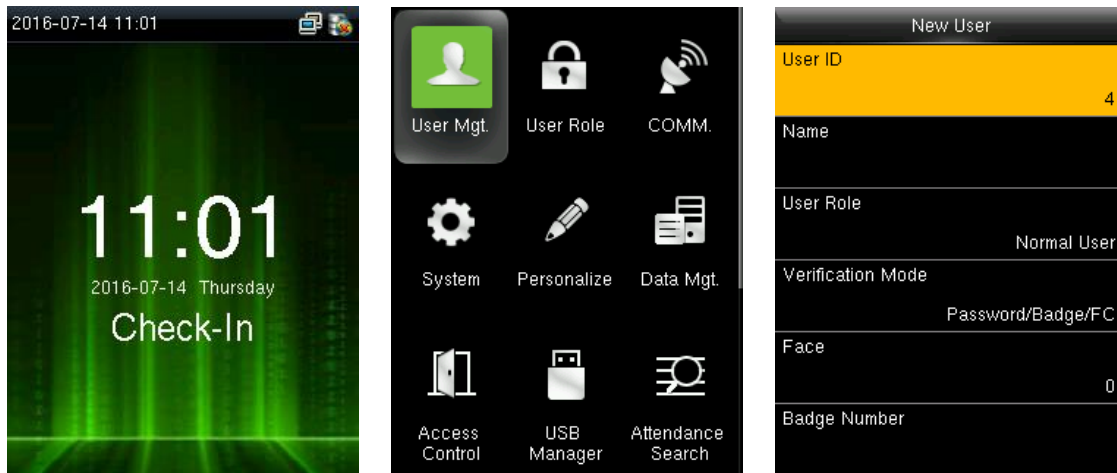 2016-07-14 11:01
11:01
2016-07-14 Thursday
Check-In
User Mgt.
User Role
COMM.
System
Personalize
Data Mgt.
Access
Control
USB
Manager
Attendance
Search
New User
User ID
4
Name
User Role
Normal User
Verification Mode
Password/Badge/FC
Face
0
Badge Number